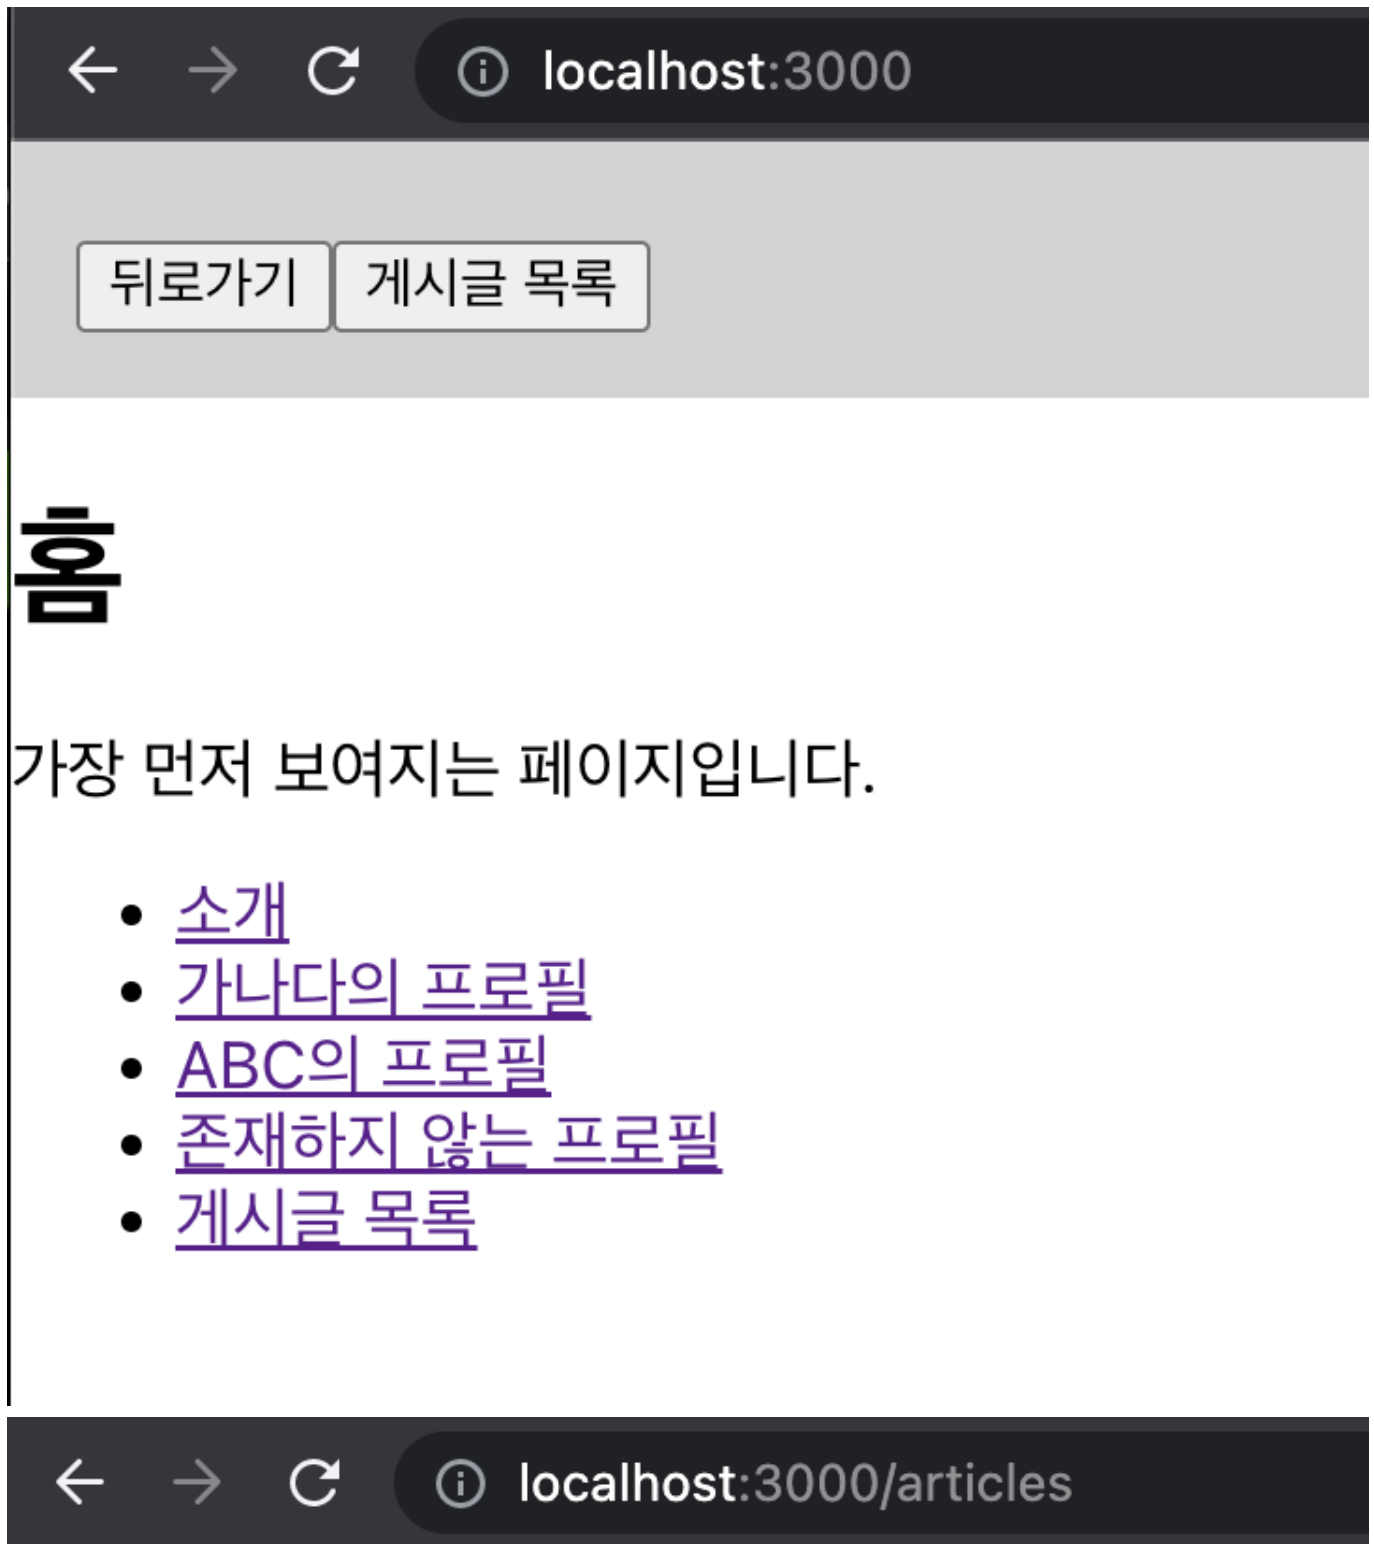 localhost:3000
뒤로가기 게시글 목록
홈
가장 먼저 보여지는 페이지입니다.
소개
가나다의 프로필
ABC의 프로필
존재하지 않는 프로필
게시글 목록
localhost:3000/articles